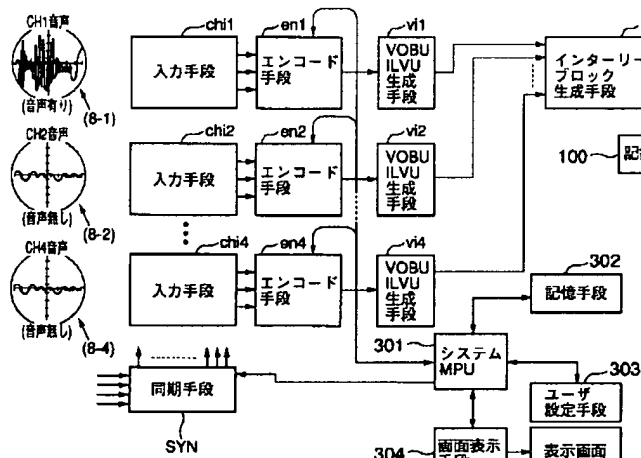 CH1音声
(音声有り)
(8-1)
chi1
入力手段
en1
エンコード
手段
vi1
VOBU
ILVU
生成
手段
インターリー
ブロック
生成手段
CH2音声
(音声無し)
(8-2)
chi2
入力手段
en2
エンコード
手段
vi2
VOBU
ILVU
生成
手段
100
記
CH4音声
(音声無し)
(8-4)
chi4
入力手段
en4
エンコード
手段
vi4
VOBU
ILVU
生成
手段
302
記憶手段
301
システム
MPU
303
ユーザ
設定手段
同期手段
SYN
304
画面表示
表示画面